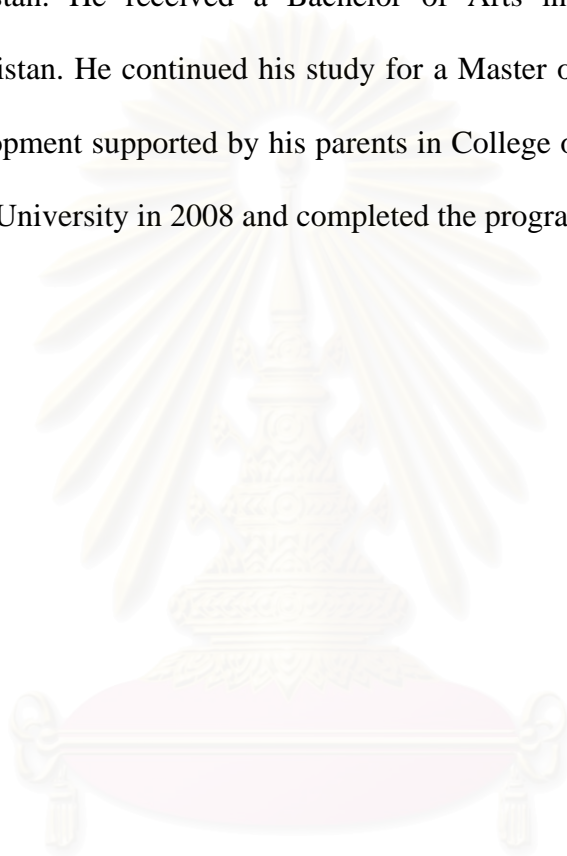 stan. He received a Bachelor of Arts in
istan. He continued his study for a Master o
opment supported by his parents in College o
University in 2008 and completed the progra